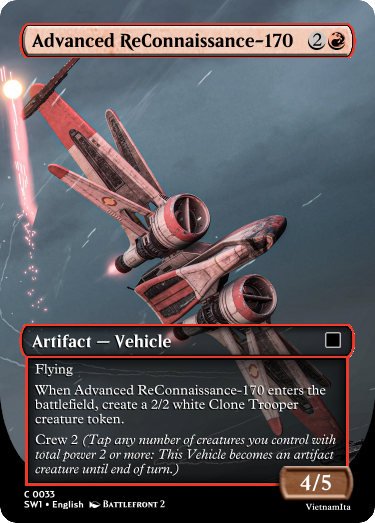 Advanced ReConnaissance-170 2
Artifact — Vehicle
Flying
When Advanced ReConnaissance-170 enters the
battlefield, create a 2/2 white Clone Trooper
creature token.
Crew 2 (Tap any number of creatures you control with
total power 2 or more: This Vehicle becomes an artifact
creature until end of turn.)
4/5
C 0033
SW1 • English Battlefront 2
VietnamIta